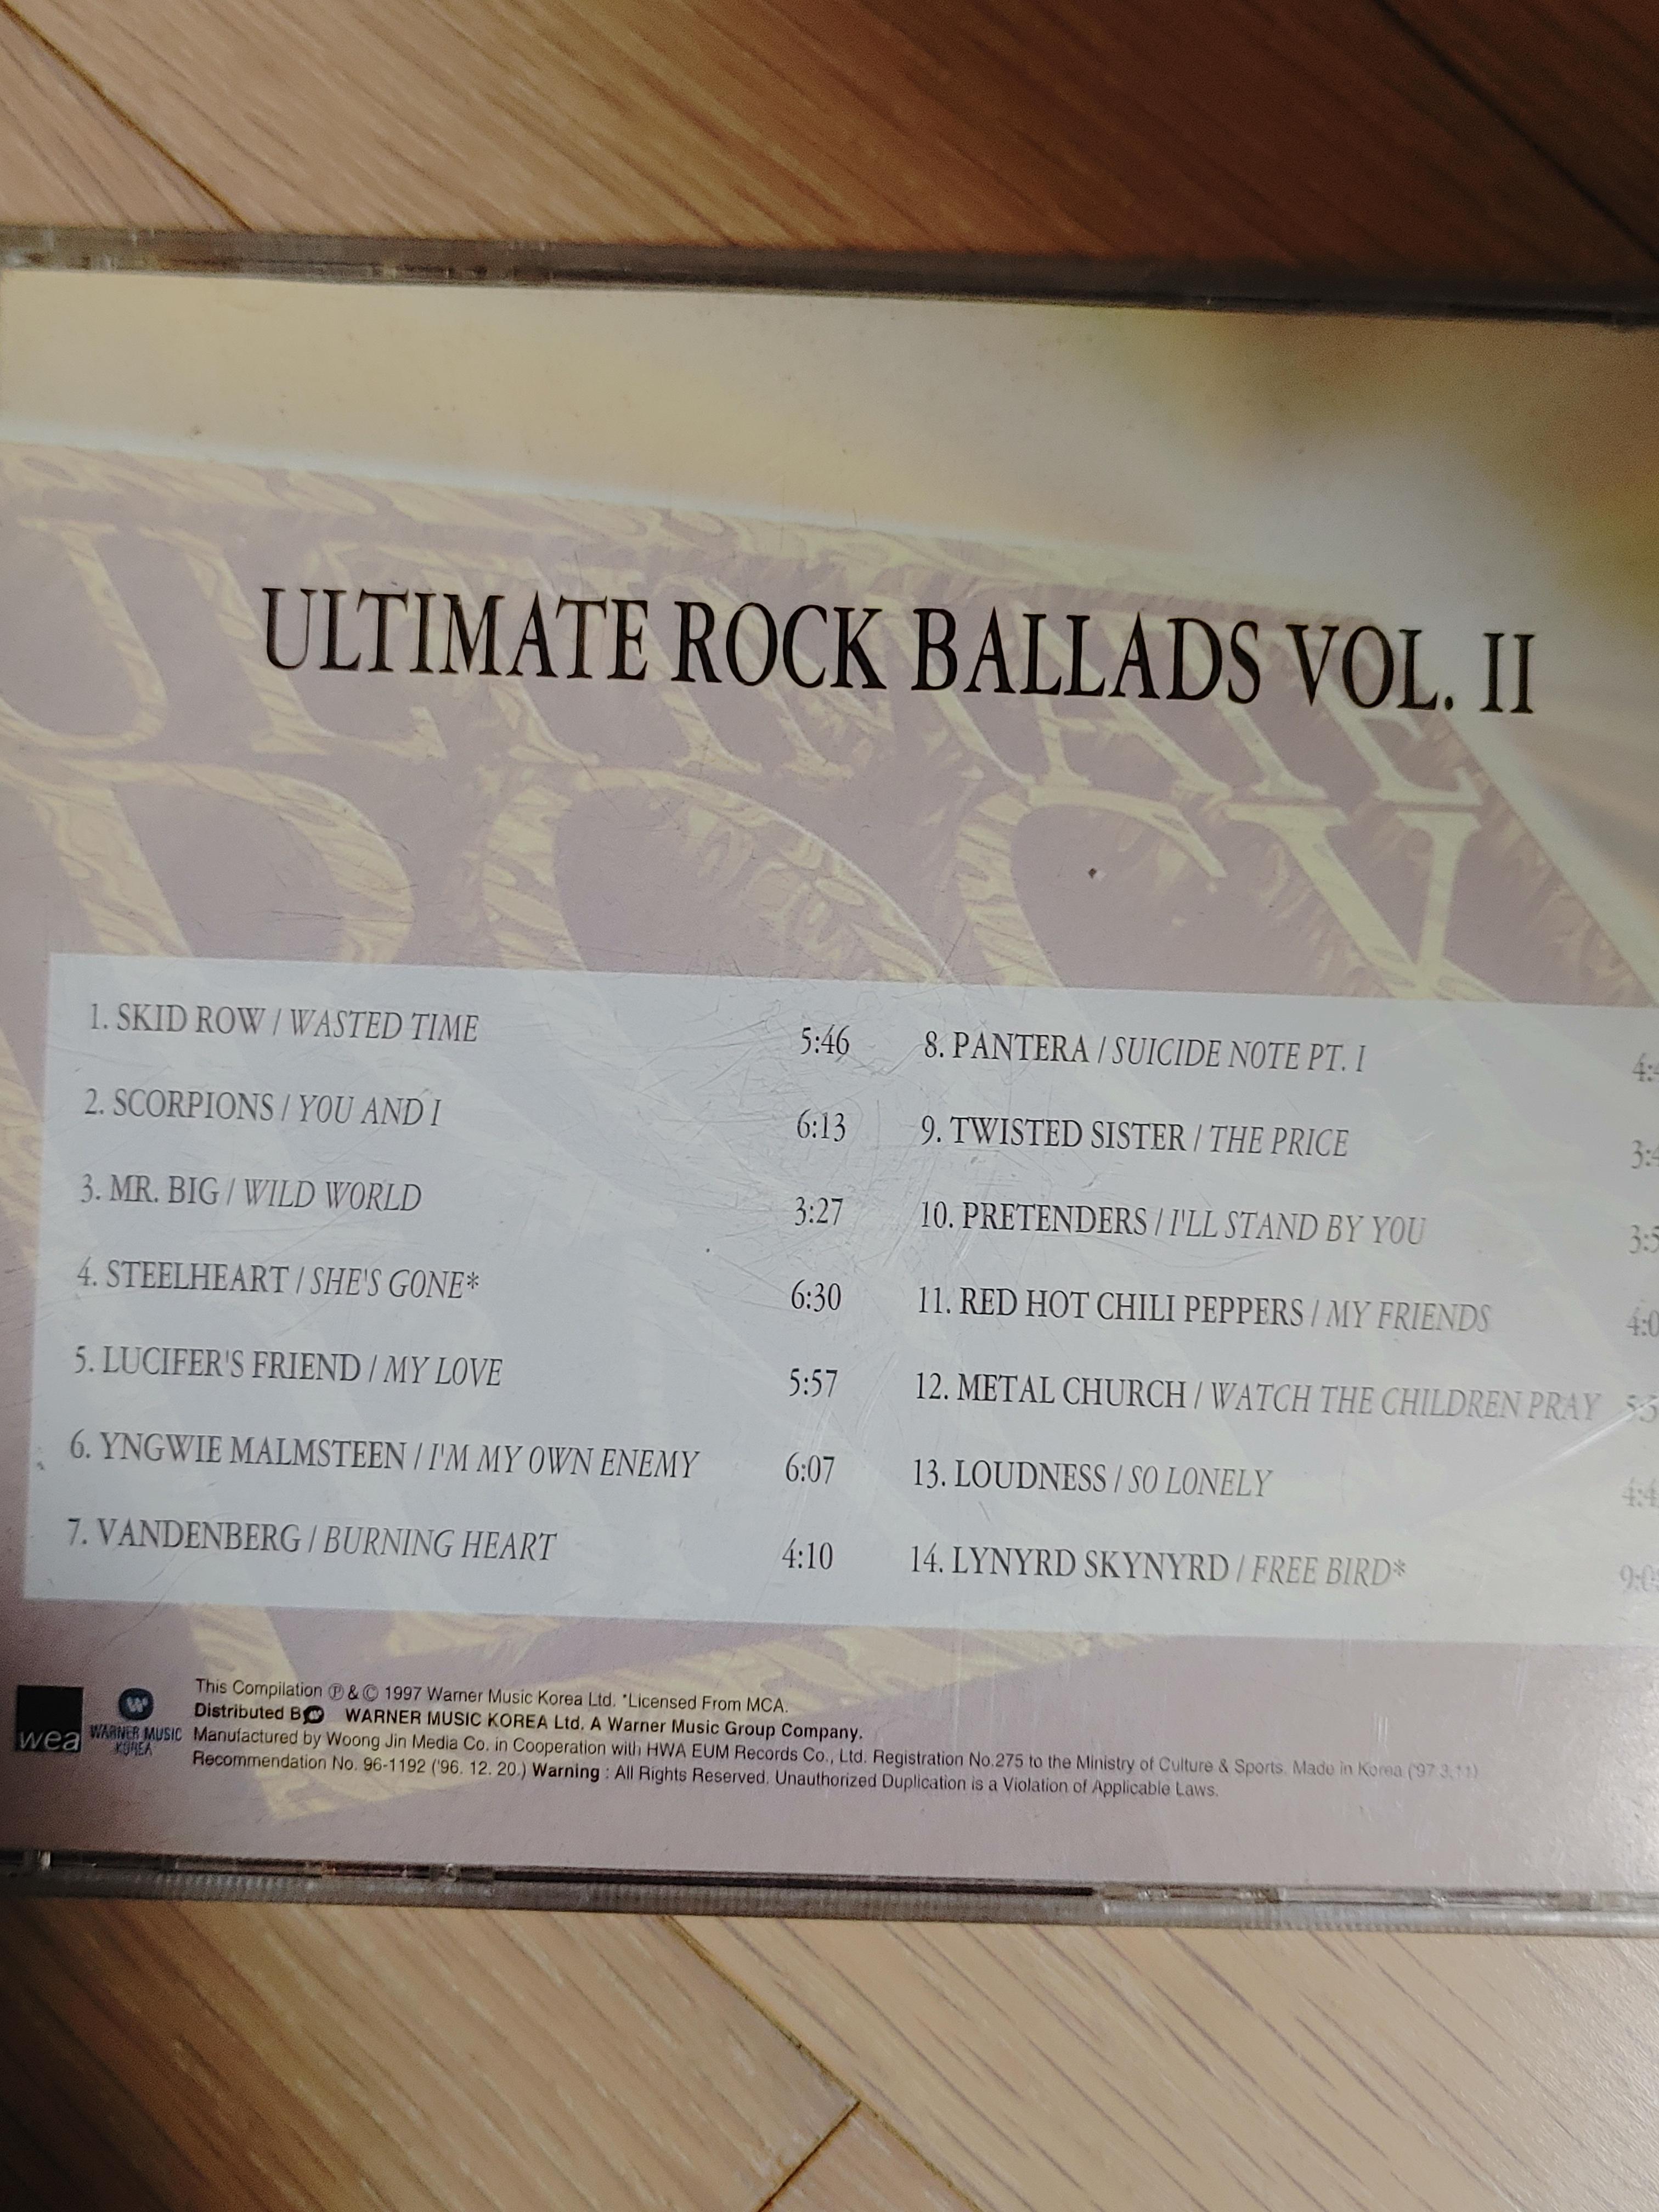 ULTIMATE ROCK BALLADS VOL. II
1. SKID ROW / WASTED TIME 5:46
2. SCORPIONS / YOU AND I 6:13
3. MR. BIG / WILD WORLD 3:27
4. STEELHEART / SHE'S GONE* 6:30
5. LUCIFER'S FRIEND / MY LOVE 5:57
6. YNGWIE MALMSTEEN / I'M MY OWN ENEMY 6:07
7. VANDENBERG / BURNING HEART 4:10
8. PANTERA / SUICIDE NOTE PT. I
9. TWISTED SISTER / THE PRICE
10. PRETENDERS / I'LL STAND BY YOU
11. RED HOT CHILI PEPPERS / MY FRIENDS
12. METAL CHURCH / WATCH THE CHILDREN PRAY
13. LOUDNESS / SO LONELY
14. LYNYRD SKYNYRD / FREE BIRD*
wea
WARNER MUSIC
KOREA
This Compilation ℗ & © 1997 Warner Music Korea Ltd. *Licensed From MCA.
Distributed By WARNER MUSIC KOREA Ltd. A Warner Music Group Company.
Manufactured by Woong Jin Media Co. in Cooperation with HWA EUM Records Co., Ltd. Registration No.275 to the Ministry of Culture & Sports. Made in Korea ('97.3.11)
Recommendation No. 96-1192 ('96. 12. 20.) Warning : All Rights Reserved. Unauthorized Duplication is a Violation of Applicable Laws.